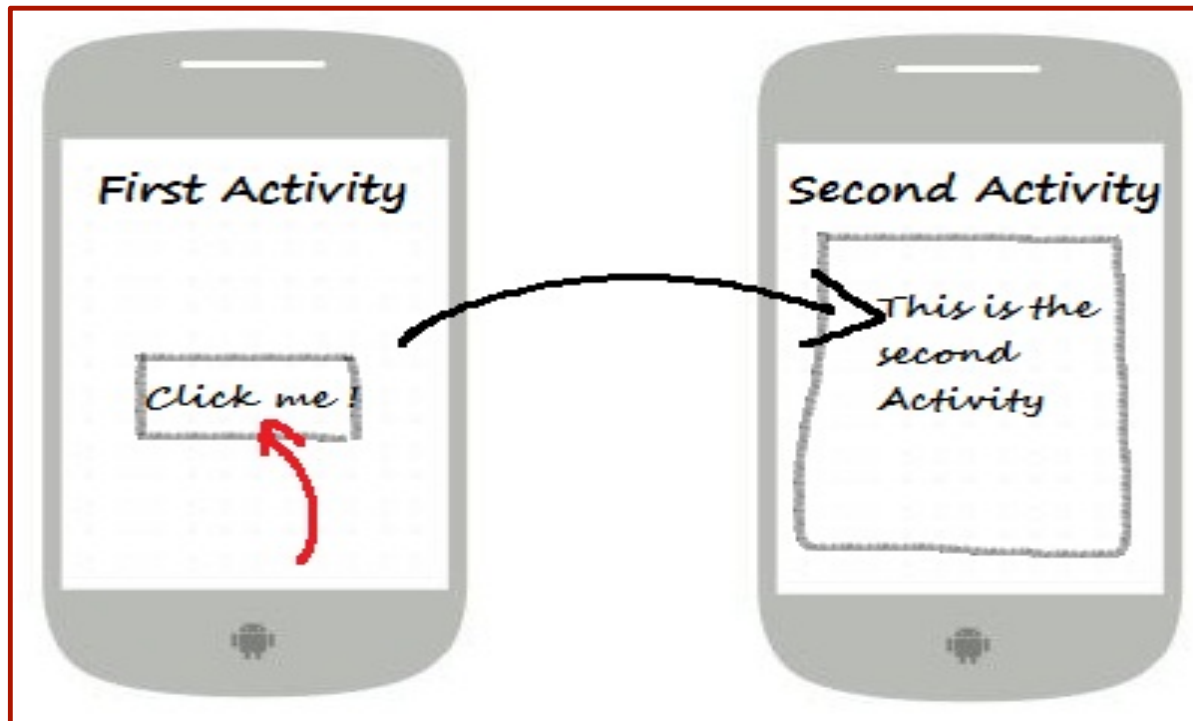 First Activity
Click me !
Second Activity
This is the
second
Activity